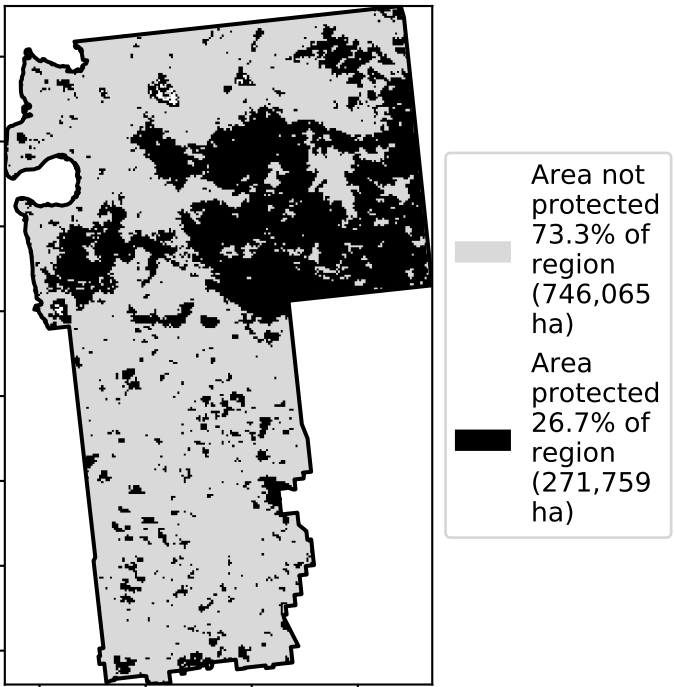 Area not
protected
73.3% of
region
(746,065
ha)
Area
protected
26.7% of
region
(271,759
ha)